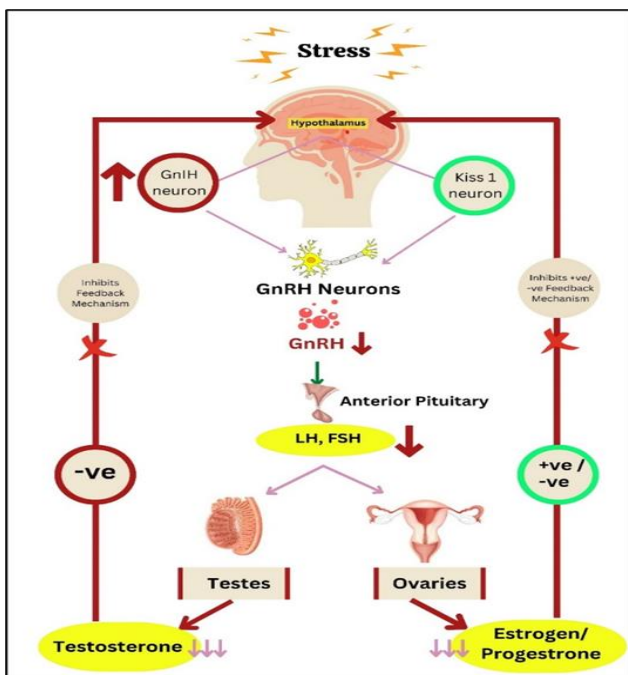 Stress
Hypothalamus
GnIH
neuron
Kiss 1
neuron
Inhibits
Feedback
Mechanism
Inhibits +ve/
-ve Feedback
Mechanism
GnRH Neurons
GnRH
Anterior Pituitary
LH, FSH
-ve
+ve /
-ve
Testes
Ovaries
Testosterone
Estrogen/
Progestrone